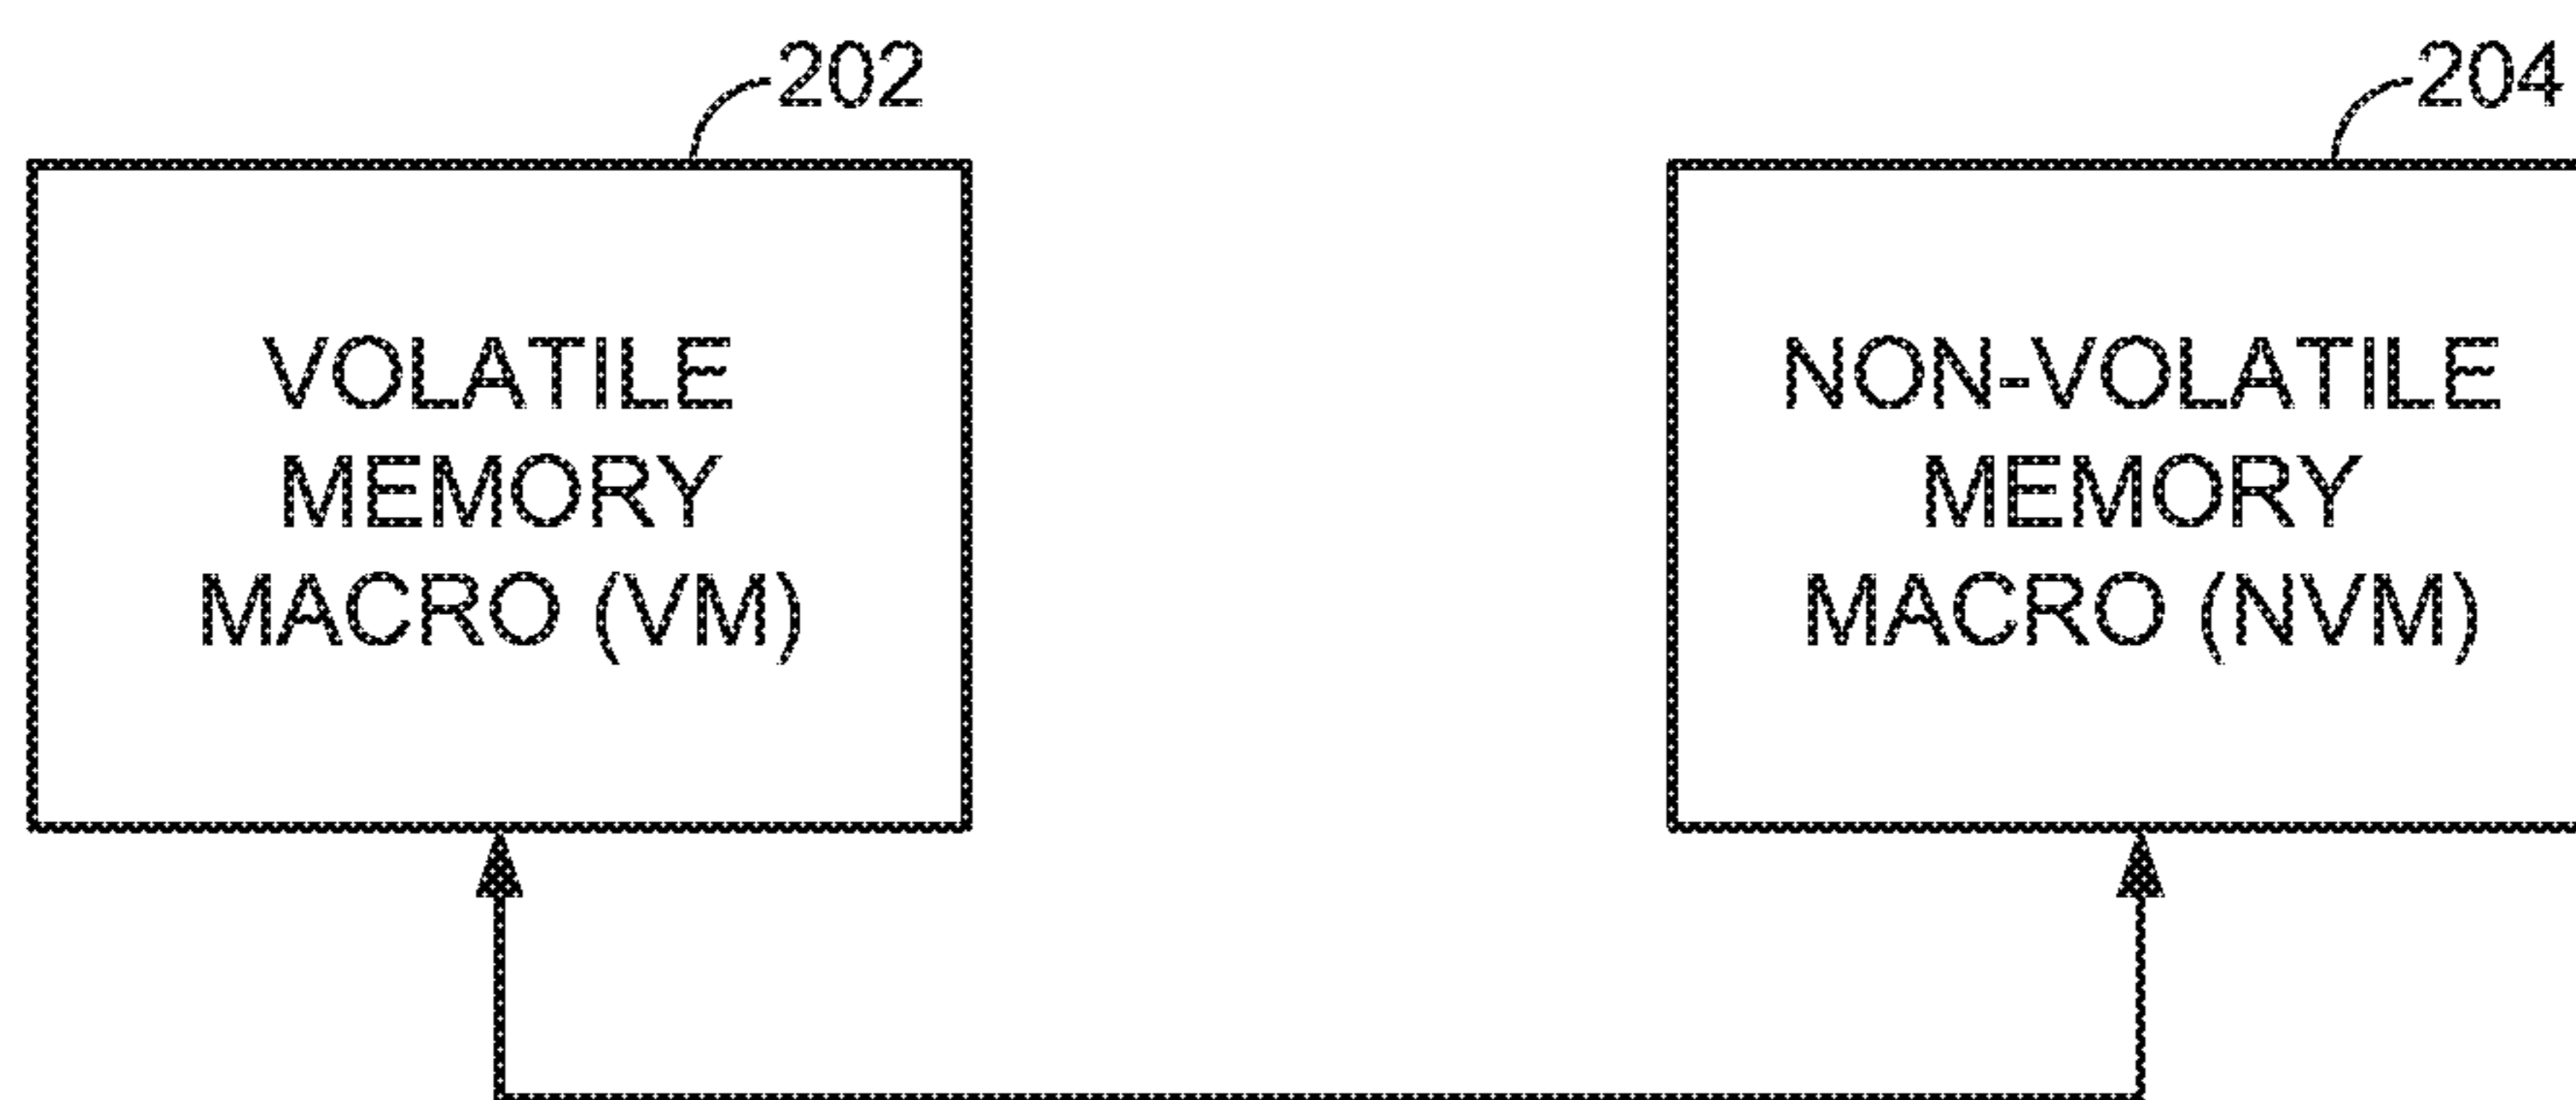 202
204
VOLATILE
MEMORY
MACRO (VM)
NON-VOLATILE
MEMORY
MACRO (NVM)